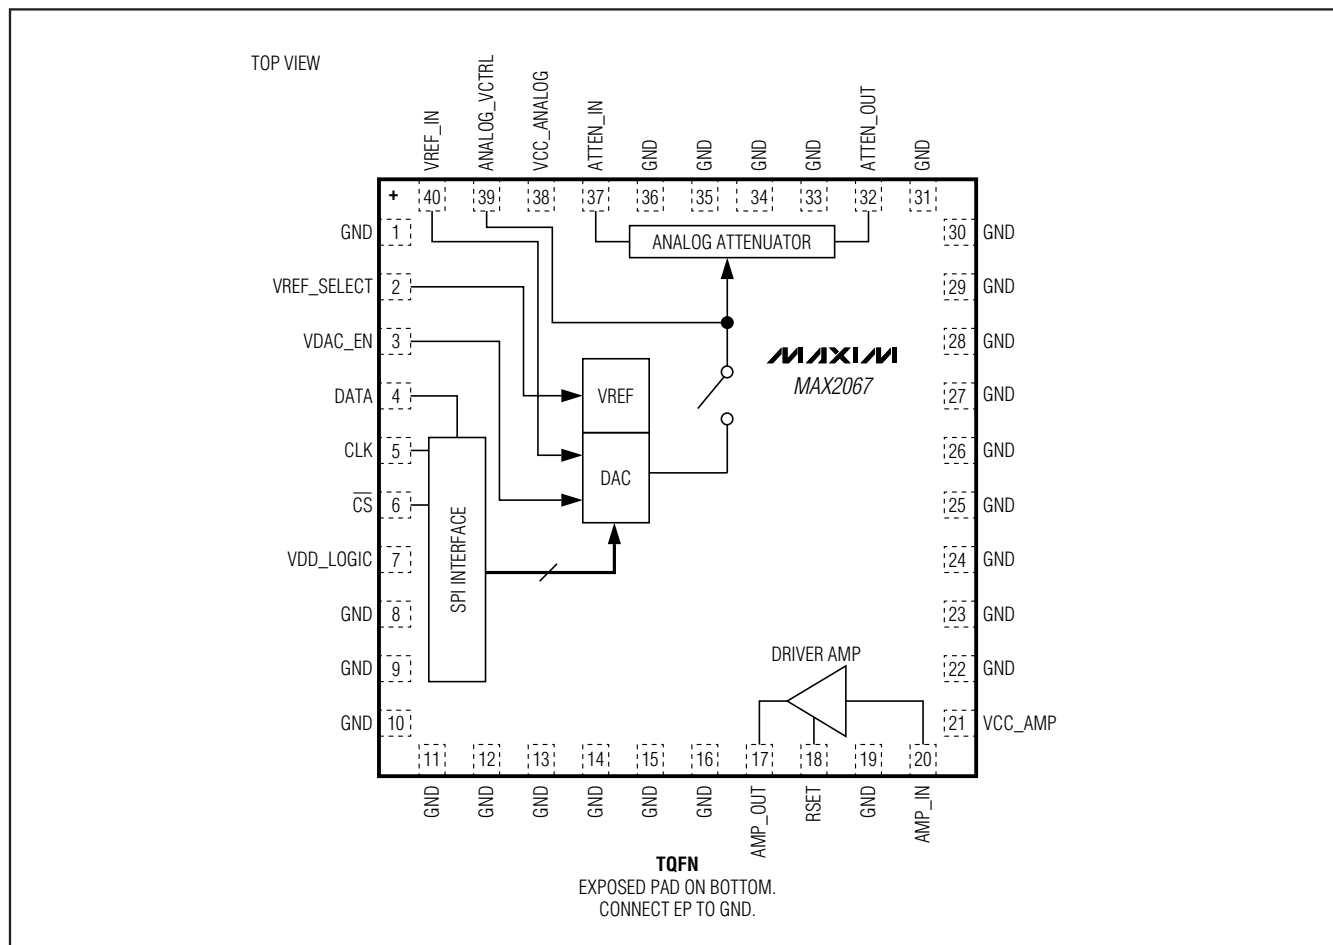 TOP VIEW
VREF_IN
ANALOG_VCTRL
VCC_ANALOG
ATTEN_IN
GND
GND
GND
GND
ATTEN_OUT
GND
+
40
39
38
37
36
35
34
33
32
31
GND 1
VREF_SELECT 2
VDAC_EN 3
DATA 4
CLK 5
C̅S̅ 6
VDD_LOGIC 7
GND 8
GND 9
GND 10
ANALOG ATTENUATOR
VREF
DAC
SPI INTERFACE
MAXIM
MAX2067
DRIVER AMP
30 GND
29 GND
28 GND
27 GND
26 GND
25 GND
24 GND
23 GND
22 GND
21 VCC_AMP
11
12
13
14
15
16
17
18
19
20
GND
GND
GND
GND
GND
GND
AMP_OUT
RSET
GND
AMP_IN
TQFN
EXPOSED PAD ON BOTTOM.
CONNECT EP TO GND.